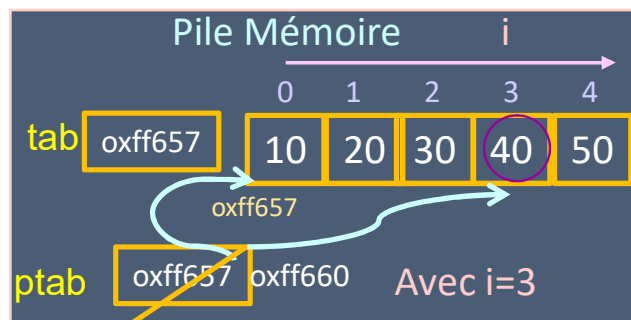 Pile Mémoire i
0 1 2 3 4
tab oxff657 10 20 30 40 50
oxff657
ptab oxff657 oxff660 Avec i=3